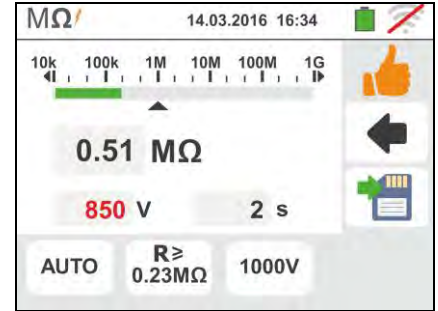 MΩ 14.03.2016 16:34
10k 100k 1M 10M 100M 1G
0.51 MΩ
850 V 2 s
AUTO R≥ 0.23MΩ 1000V